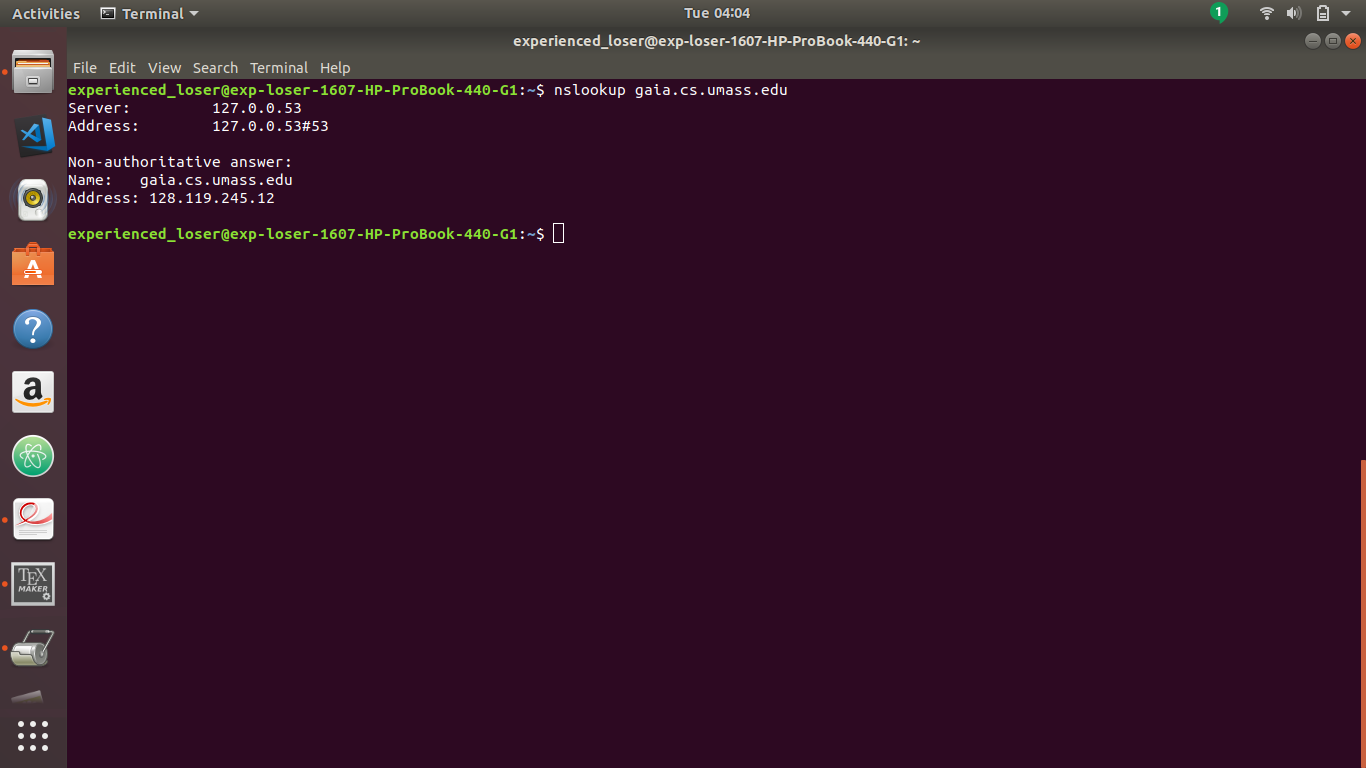 Activities Terminal Tue 04:04 1
experienced_loser@exp-loser-1607-HP-ProBook-440-G1: ~
File Edit View Search Terminal Help
experienced_loser@exp-loser-1607-HP-ProBook-440-G1:~$ nslookup gaia.cs.umass.edu
Server: 127.0.0.53
Address: 127.0.0.53#53
Non-authoritative answer:
Name: gaia.cs.umass.edu
Address: 128.119.245.12
experienced_loser@exp-loser-1607-HP-ProBook-440-G1:~$
A
?
a
TEX
MAKER